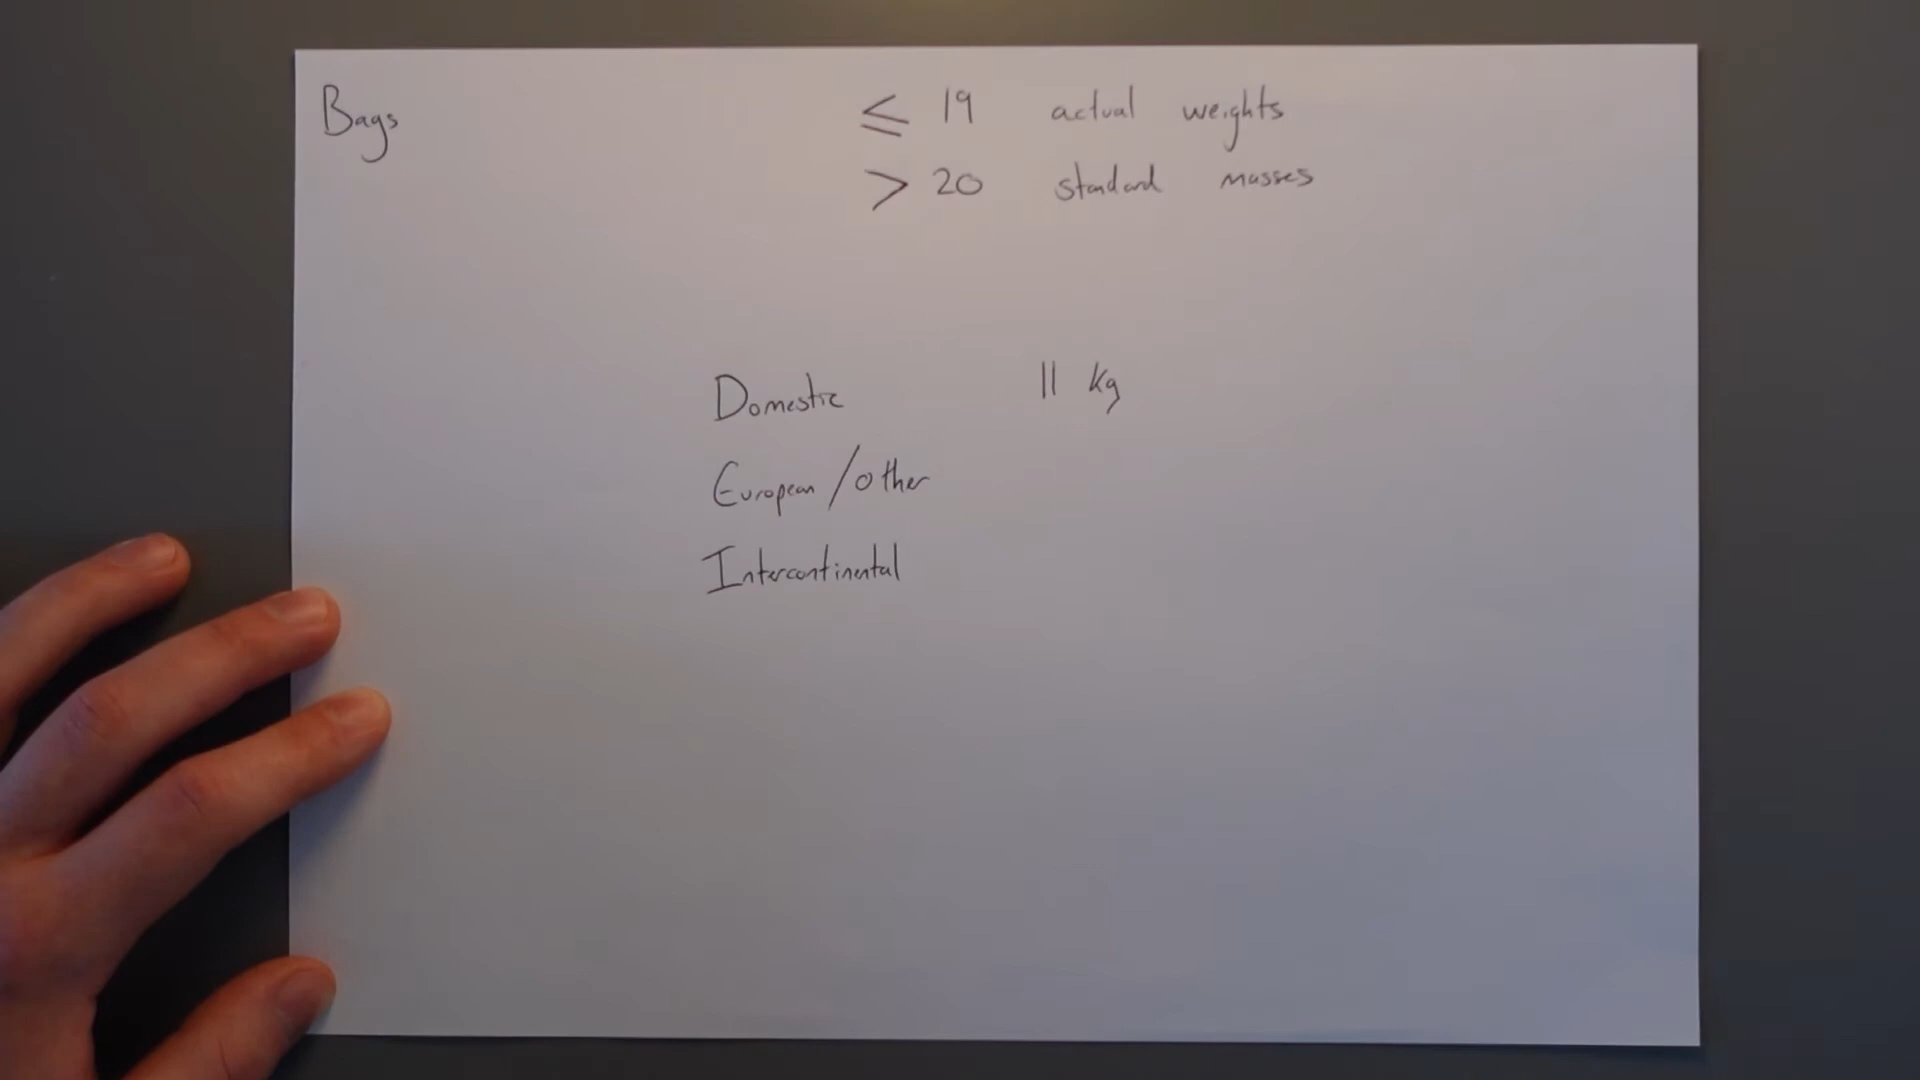 Bags
≤ 19 actual weights
> 20 standard masses
Domestic 11 kg
European/other
Intercontinental